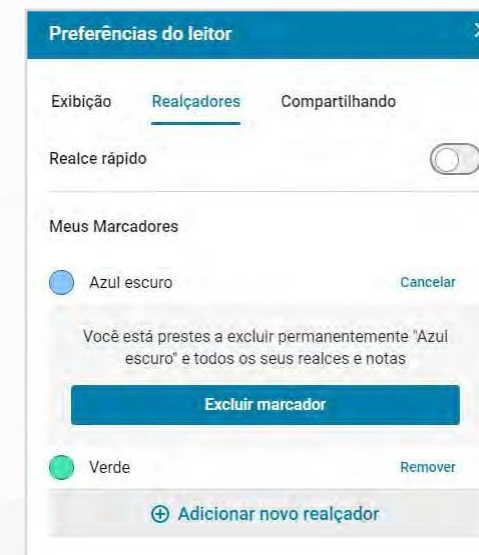 Preferências do leitor
Exibição Realçadores Compartilhando
Realce rápido
Meus Marcadores
Azul escuro Cancelar
Você está prestes a excluir permanentemente "Azul
escuro" e todos os seus realces e notas
Excluir marcador
Verde Remover
Adicionar novo realçador